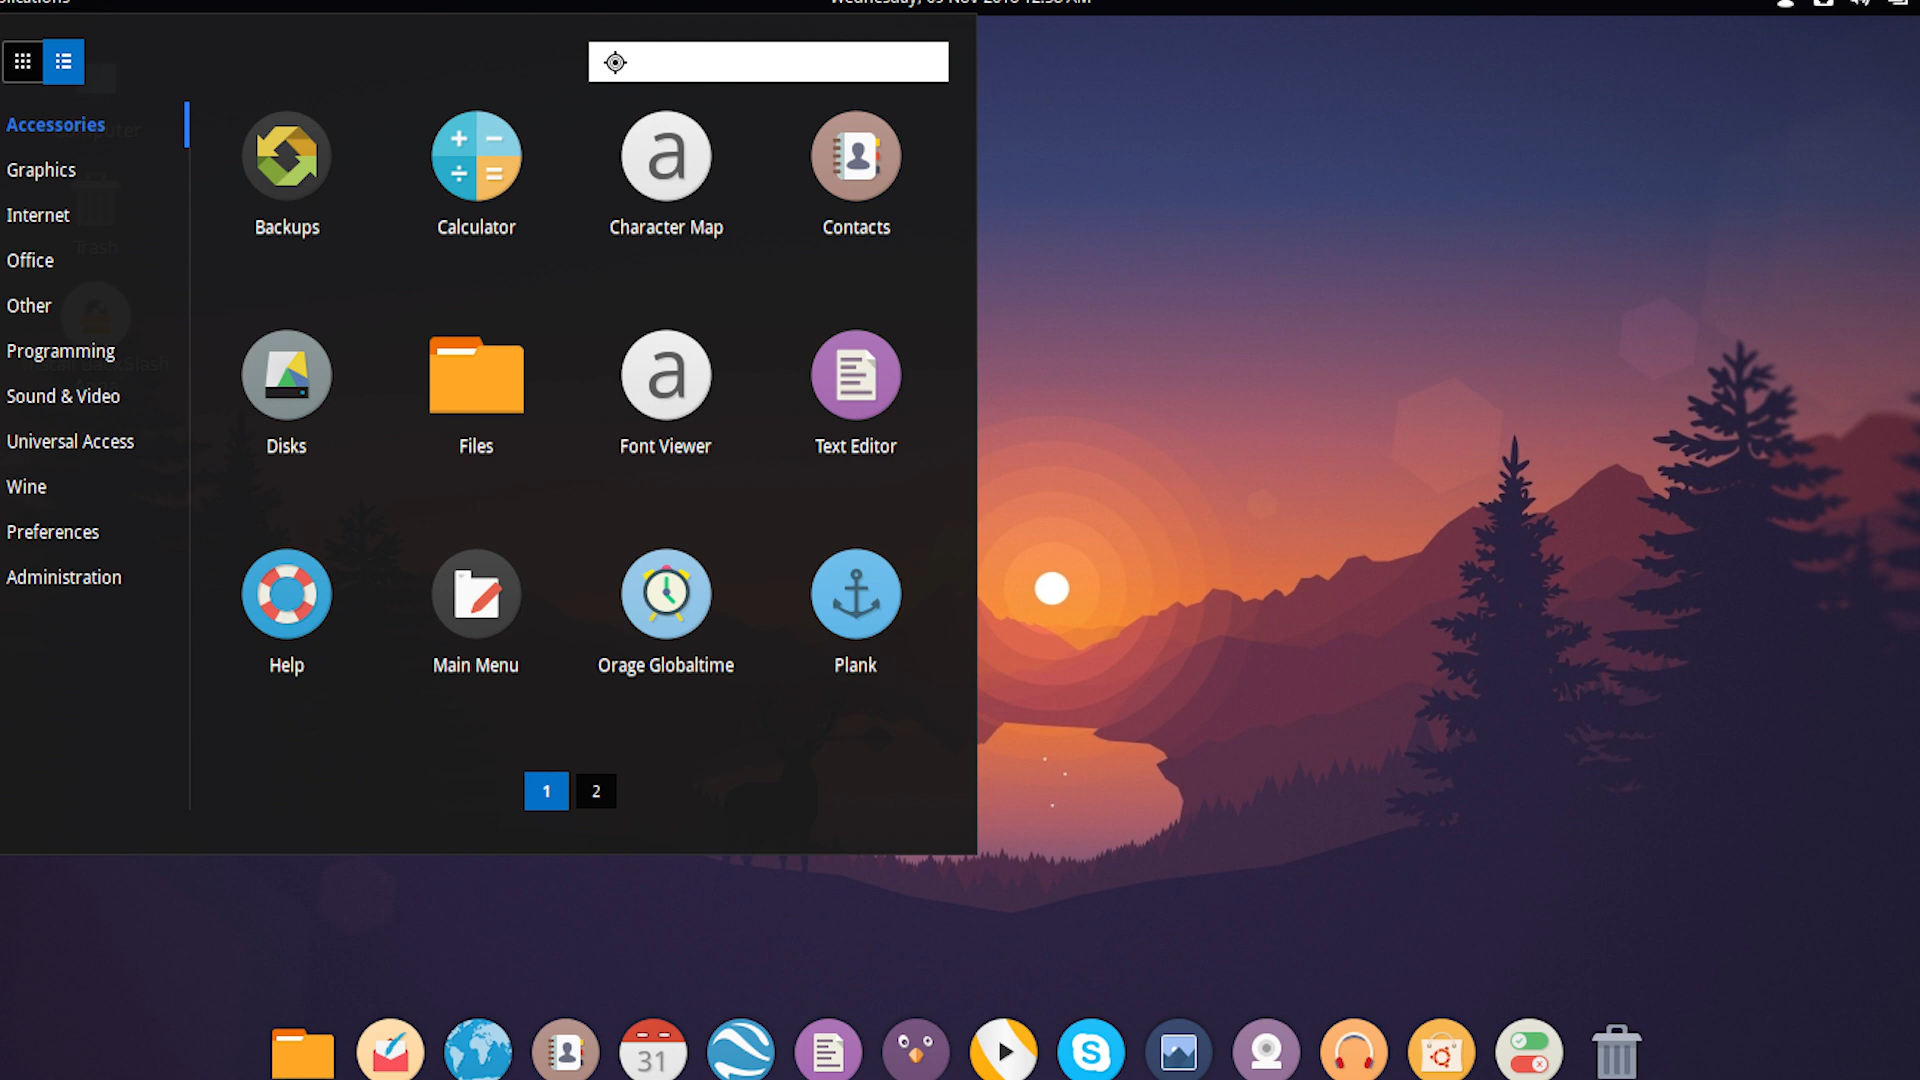 Accessories
Graphics
Internet
Office
Other
Programming
Sound & Video
Universal Access
Wine
Preferences
Administration
Backups
Calculator
Character Map
Contacts
Disks
Files
Font Viewer
Text Editor
Help
Main Menu
Orage Globaltime
Plank
1
2
Trash
31